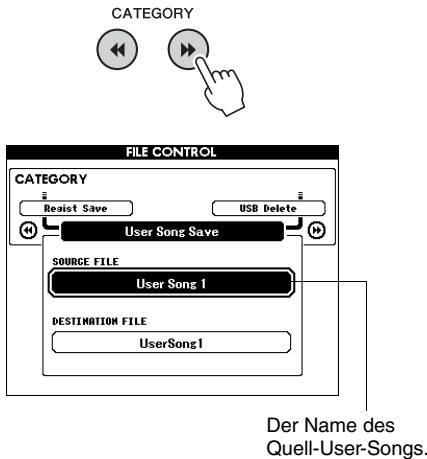 CATEGORY
FILE CONTROL
CATEGORY
Regist Save
USB Delete
User Song Save
SOURCE FILE
User Song 1
DESTINATION FILE
UserSong1
Der Name des
Quell-User-Songs.